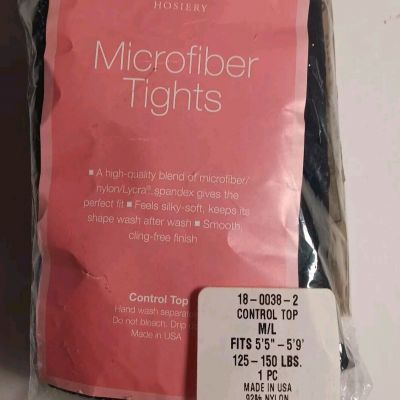 HOSIERY
Microfiber
Tights
■ A high-quality blend of microfiber/
nylon/Lycra® spandex gives the
perfect fit ■ Feels silky-soft, keeps its
shape wash after wash ■ Smooth,
cling-free finish
Control Top
Hand wash separate
Do not bleach. Drip d
Made in USA
18-0038-2
CONTROL TOP
M/L
FITS 5'5" - 5'9'
125-150 LBS.
1 PC
MADE IN USA
92% NYLON